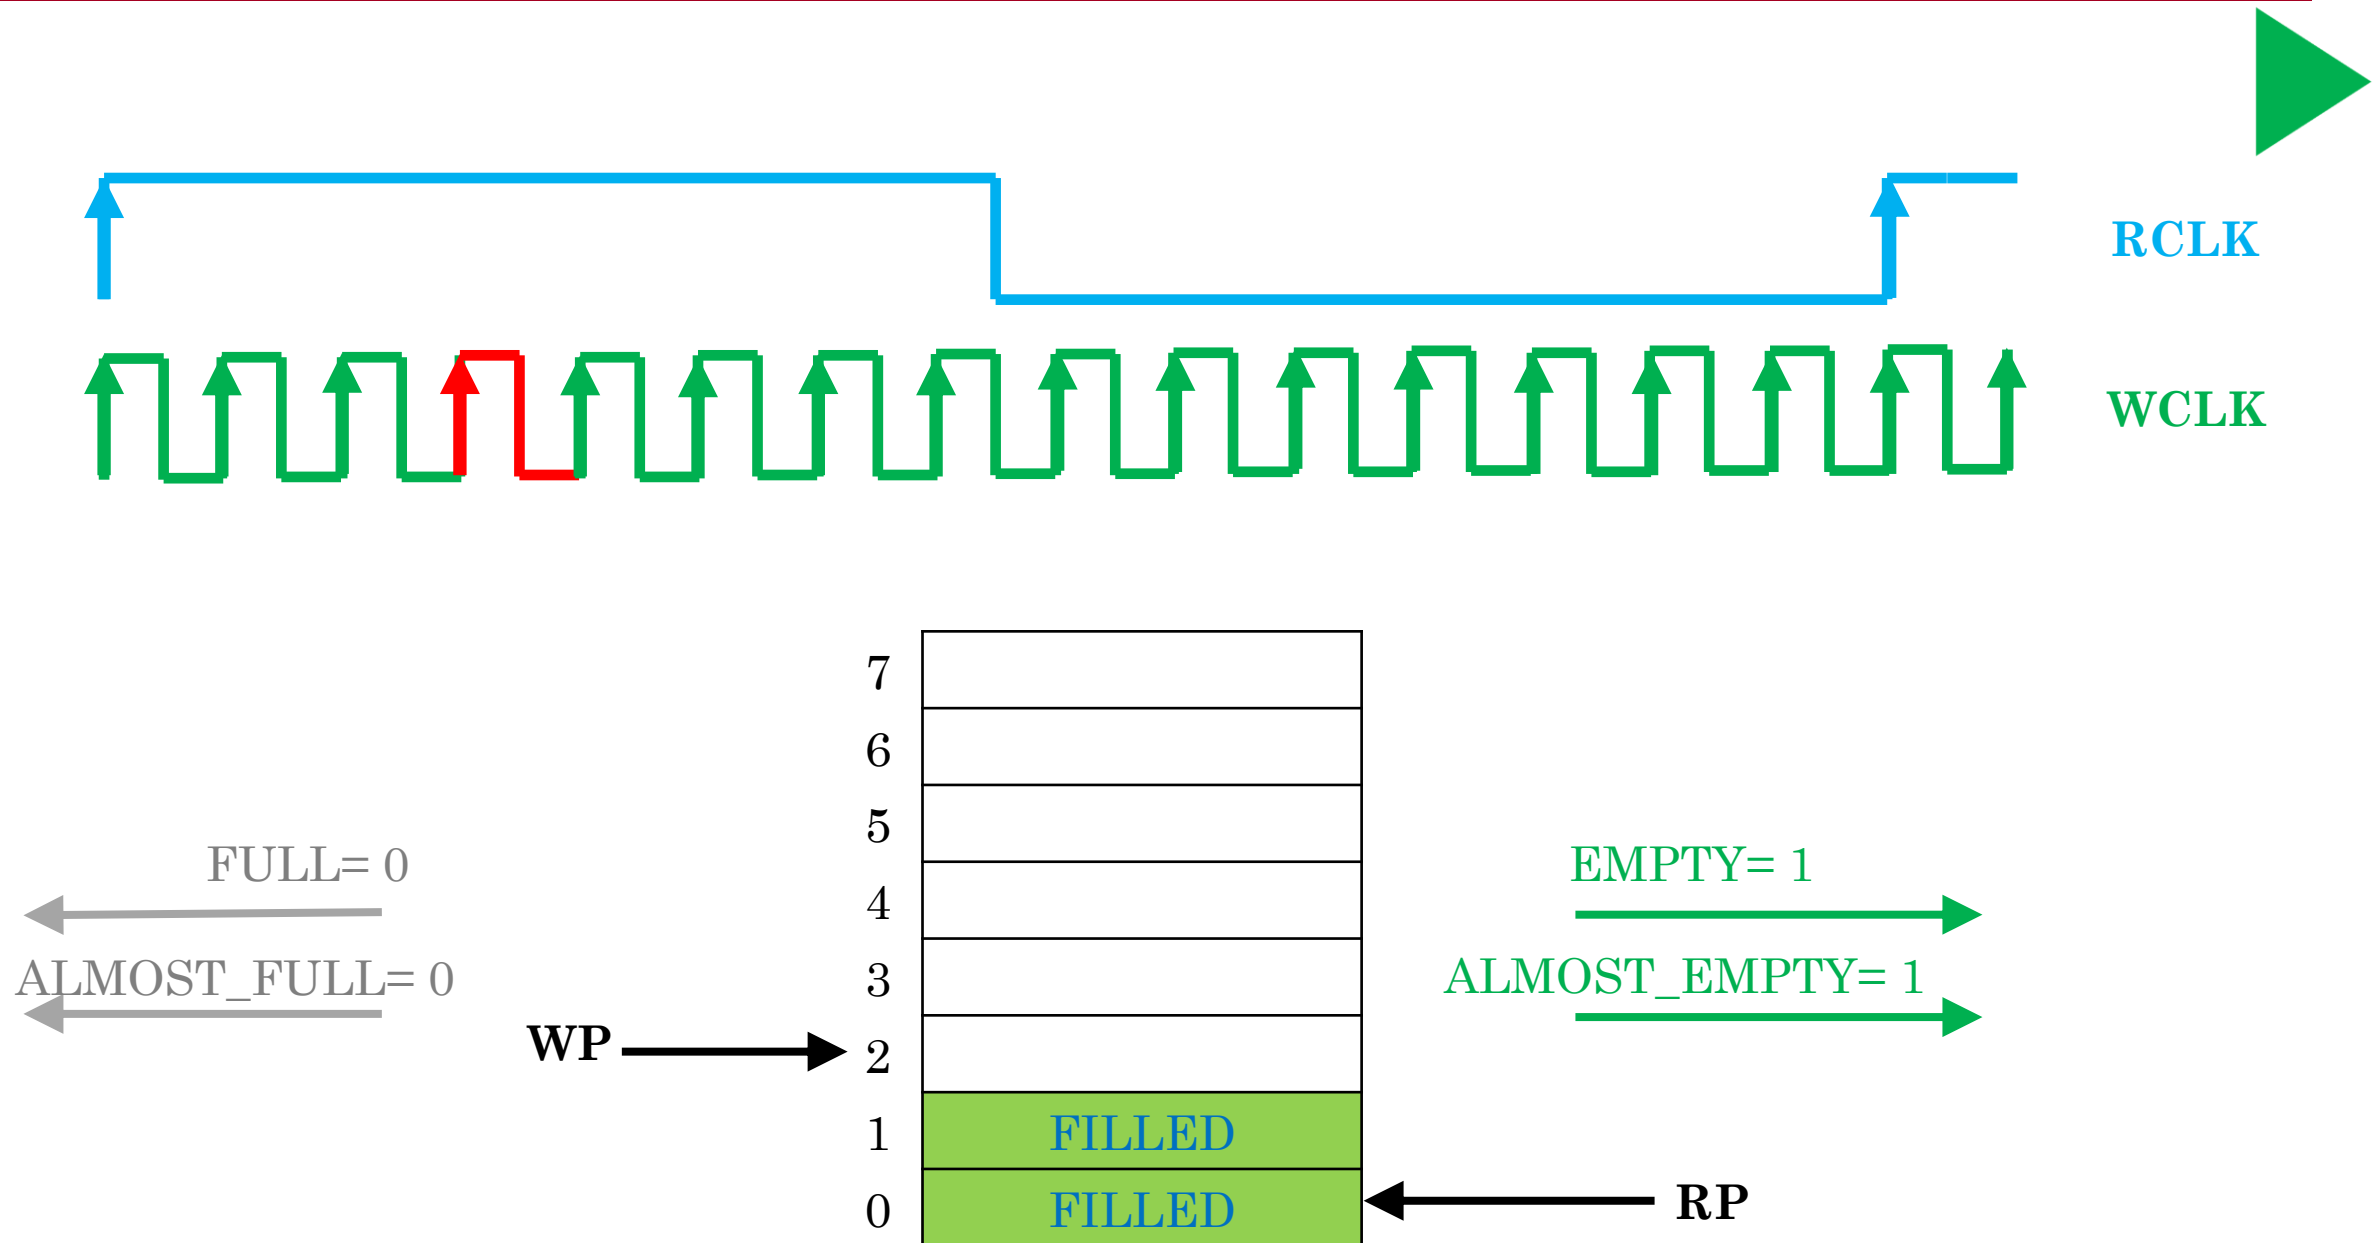 RCLK
WCLK
7
6
5
FULL= 0
EMPTY= 1
4
ALMOST_FULL= 0
3
ALMOST_EMPTY= 1
WP
2
1
FILLED
0
FILLED
RP